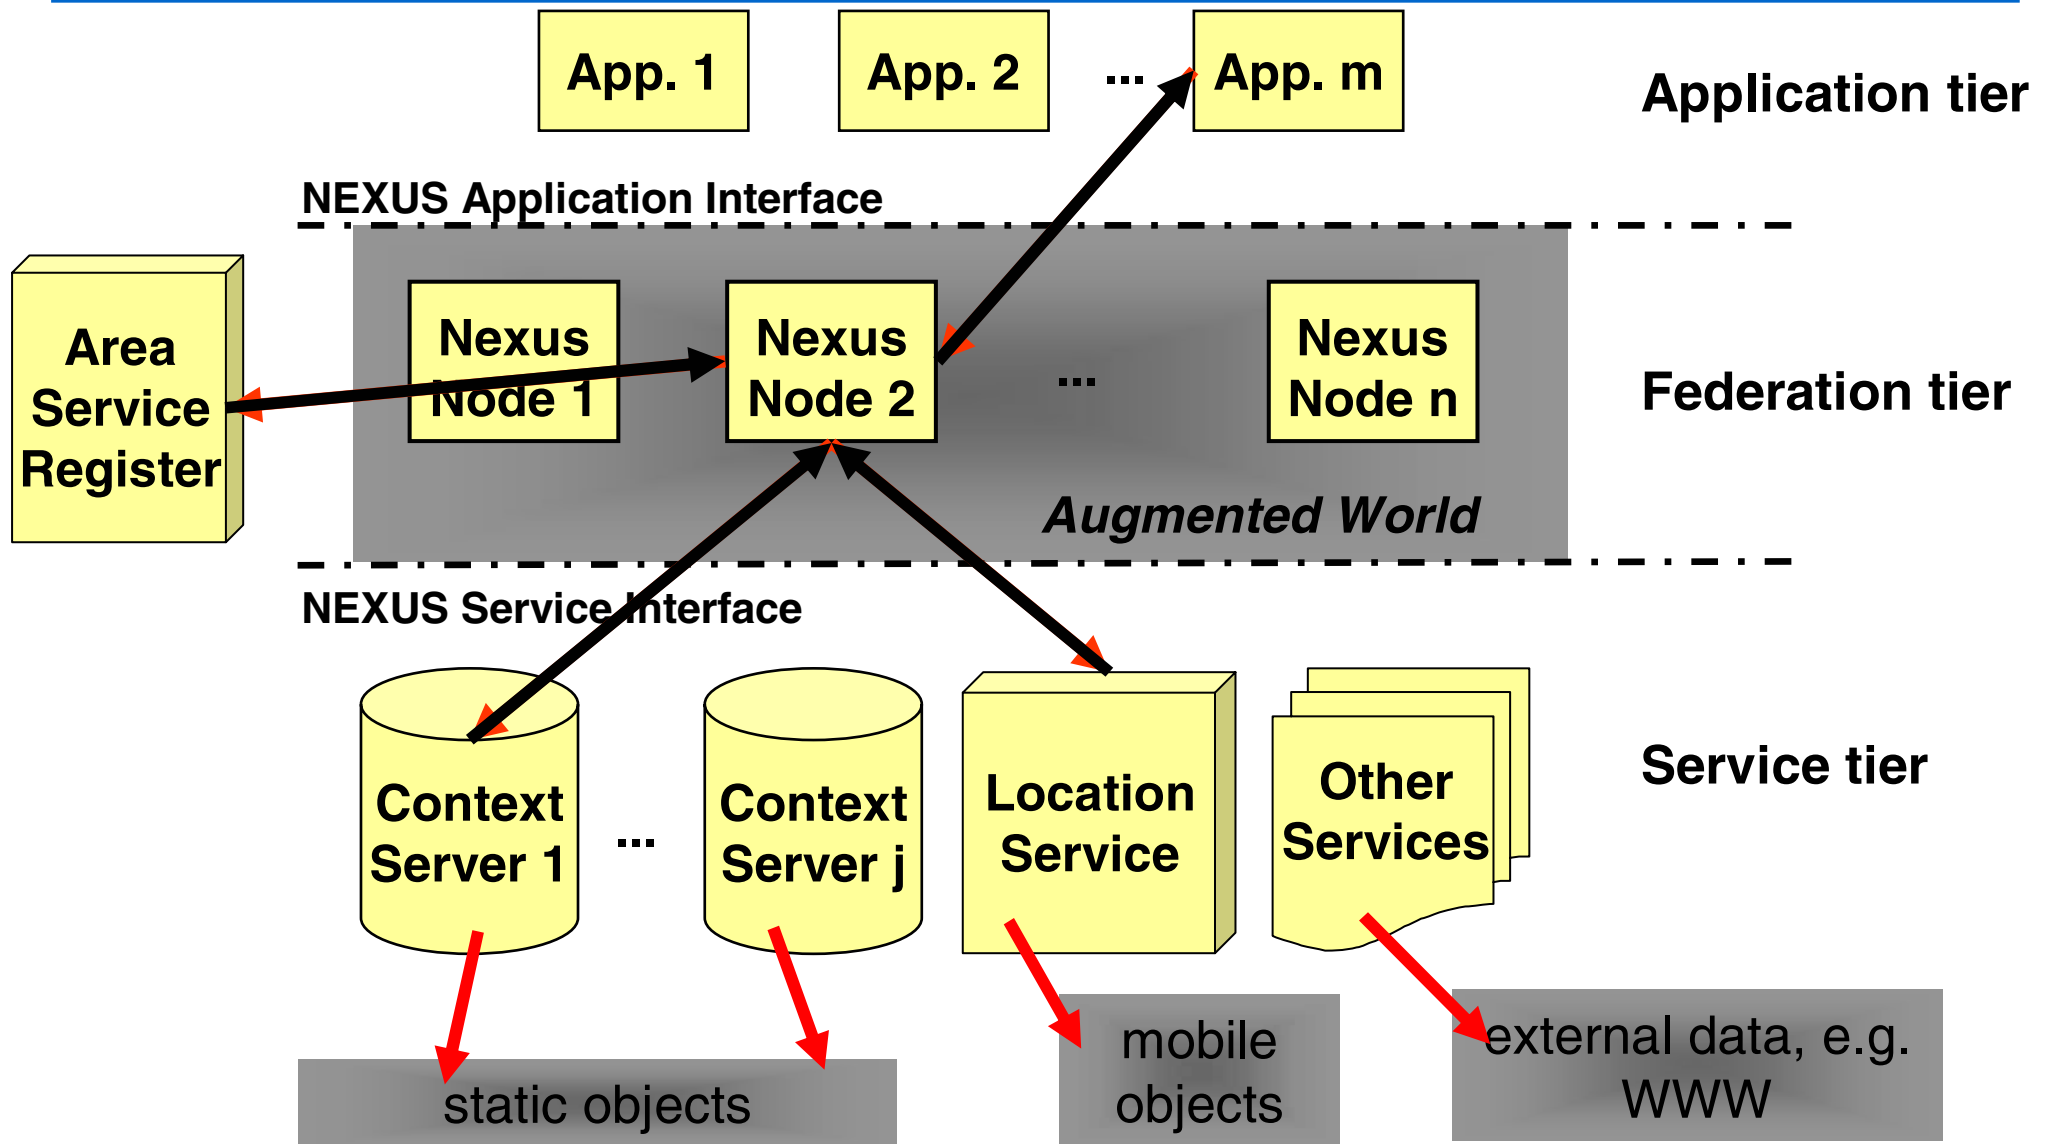 App. 1
App. 2
...
App. m
Application tier
NEXUS Application Interface
Area
Service
Register
Nexus
Node 1
Nexus
Node 2
...
Nexus
Node n
Federation tier
Augmented World
NEXUS Service Interface
Context
Server 1
...
Context
Server j
Location
Service
Other
Services
Service tier
static objects
mobile
objects
external data, e.g.
WWW